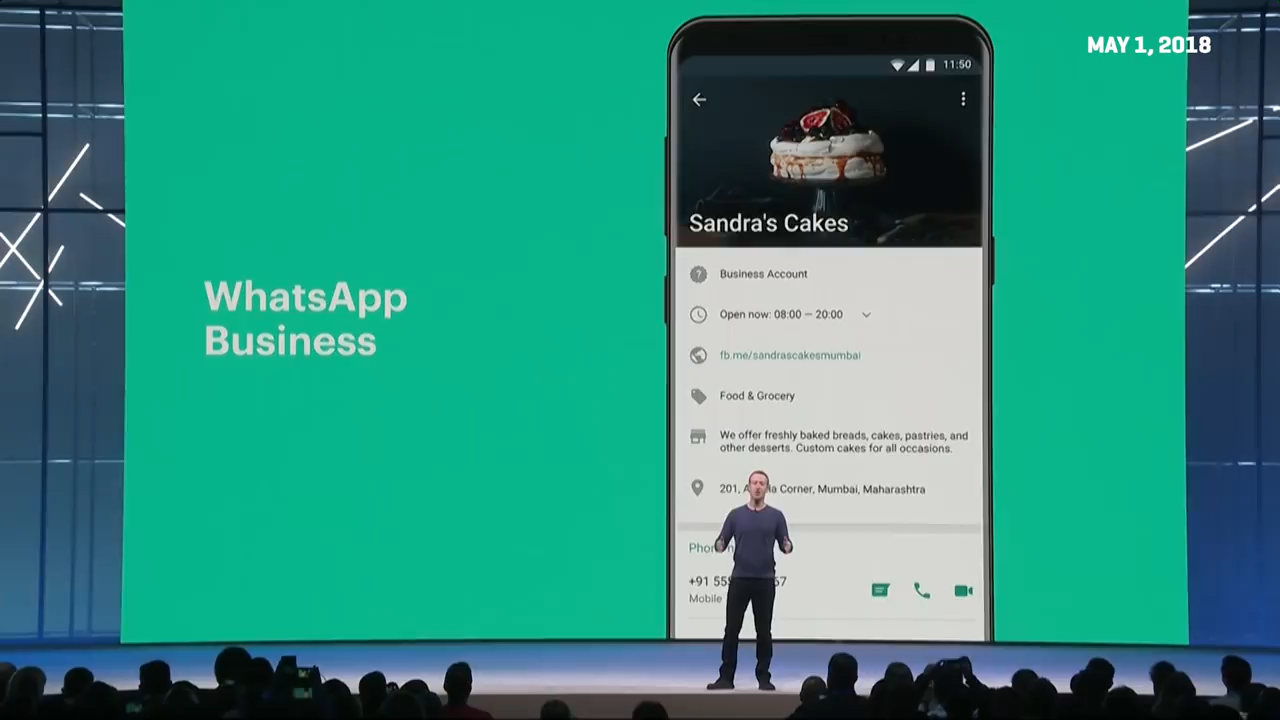 MAY 1, 2018
11:50
Sandra's Cakes
WhatsApp
Business
Business Account
Open now: 08:00 – 20:00
fb.me/sandrascakesmumbai
Food & Grocery
We offer freshly baked breads, cakes, pastries, and
other desserts. Custom cakes for all occasions.
201, Corner, Mumbai, Maharashtra
+91
Mobile